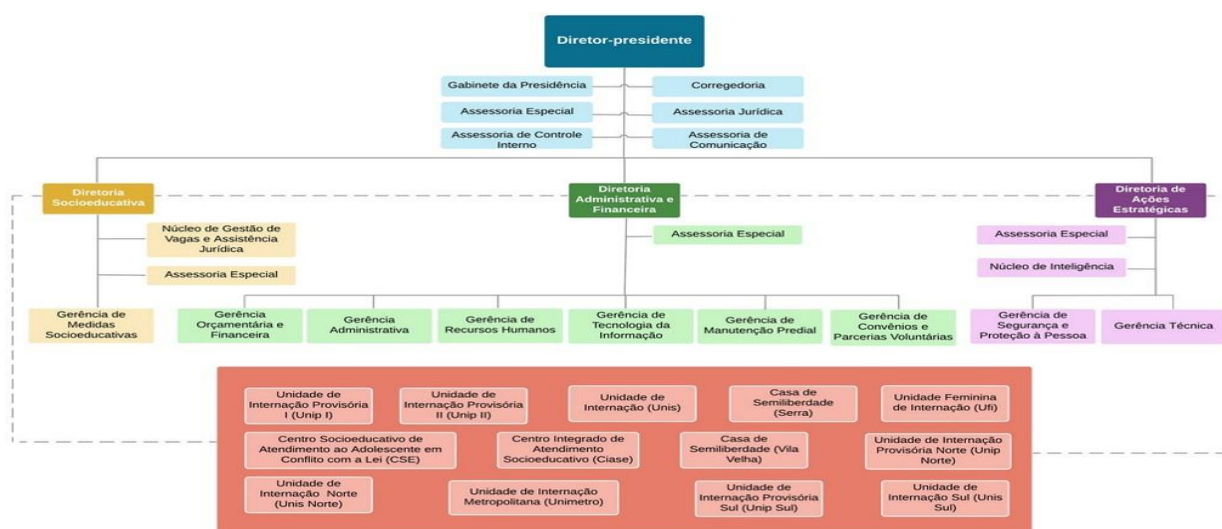 Diretor-presidente
Gabinete da Presidência
Corregedoria
Assessoria Especial
Assessoria Jurídica
Assessoria de Controle
Interno
Assessoria de
Comunicação
Diretoria
Socioeducativa
Diretoria
Administrativa e
Financeira
Diretoria de
Ações
Estratégicas
Núcleo de Gestão de
Vagas e Assistência
Jurídica
Assessoria Especial
Assessoria Especial
Assessoria Especial
Núcleo de Inteligência
Gerência de
Medidas
Socioeducativas
Gerência
Orçamentária e
Financeira
Gerência
Administrativa
Gerência
de Recursos Humanos
Gerência de
Tecnologia da
Informação
Gerência de
Manutenção Predial
Gerência de
Convênios e
Parcerias Voluntárias
Gerência de
Segurança e
Proteção à Pessoa
Gerência Técnica
Unidade de
Internação Provisória
I (Unip I)
Unidade de
Internação Provisória
II (Unip II)
Unidade de
Internação (Unis)
Casa de
Semiliberdade
(Serra)
Unidade Feminina
de Internação (Ufi)
Centro Socioeducativo de
Atendimento ao Adolescente em
Conflito com a Lei (CSE)
Centro Integrado de
Atendimento
Socioeducativo (Ciase)
Casa de
Semiliberdade
(Vila Velha)
Unidade de Internação
Provisória Norte (Unip
Norte)
Unidade de
Internação Norte
(Unis Norte)
Unidade de Internação
Metropolitana (Unimetro)
Unidade de
Internação Provisória
Sul (Unip Sul)
Unidade de
Internação Sul (Unis
Sul)